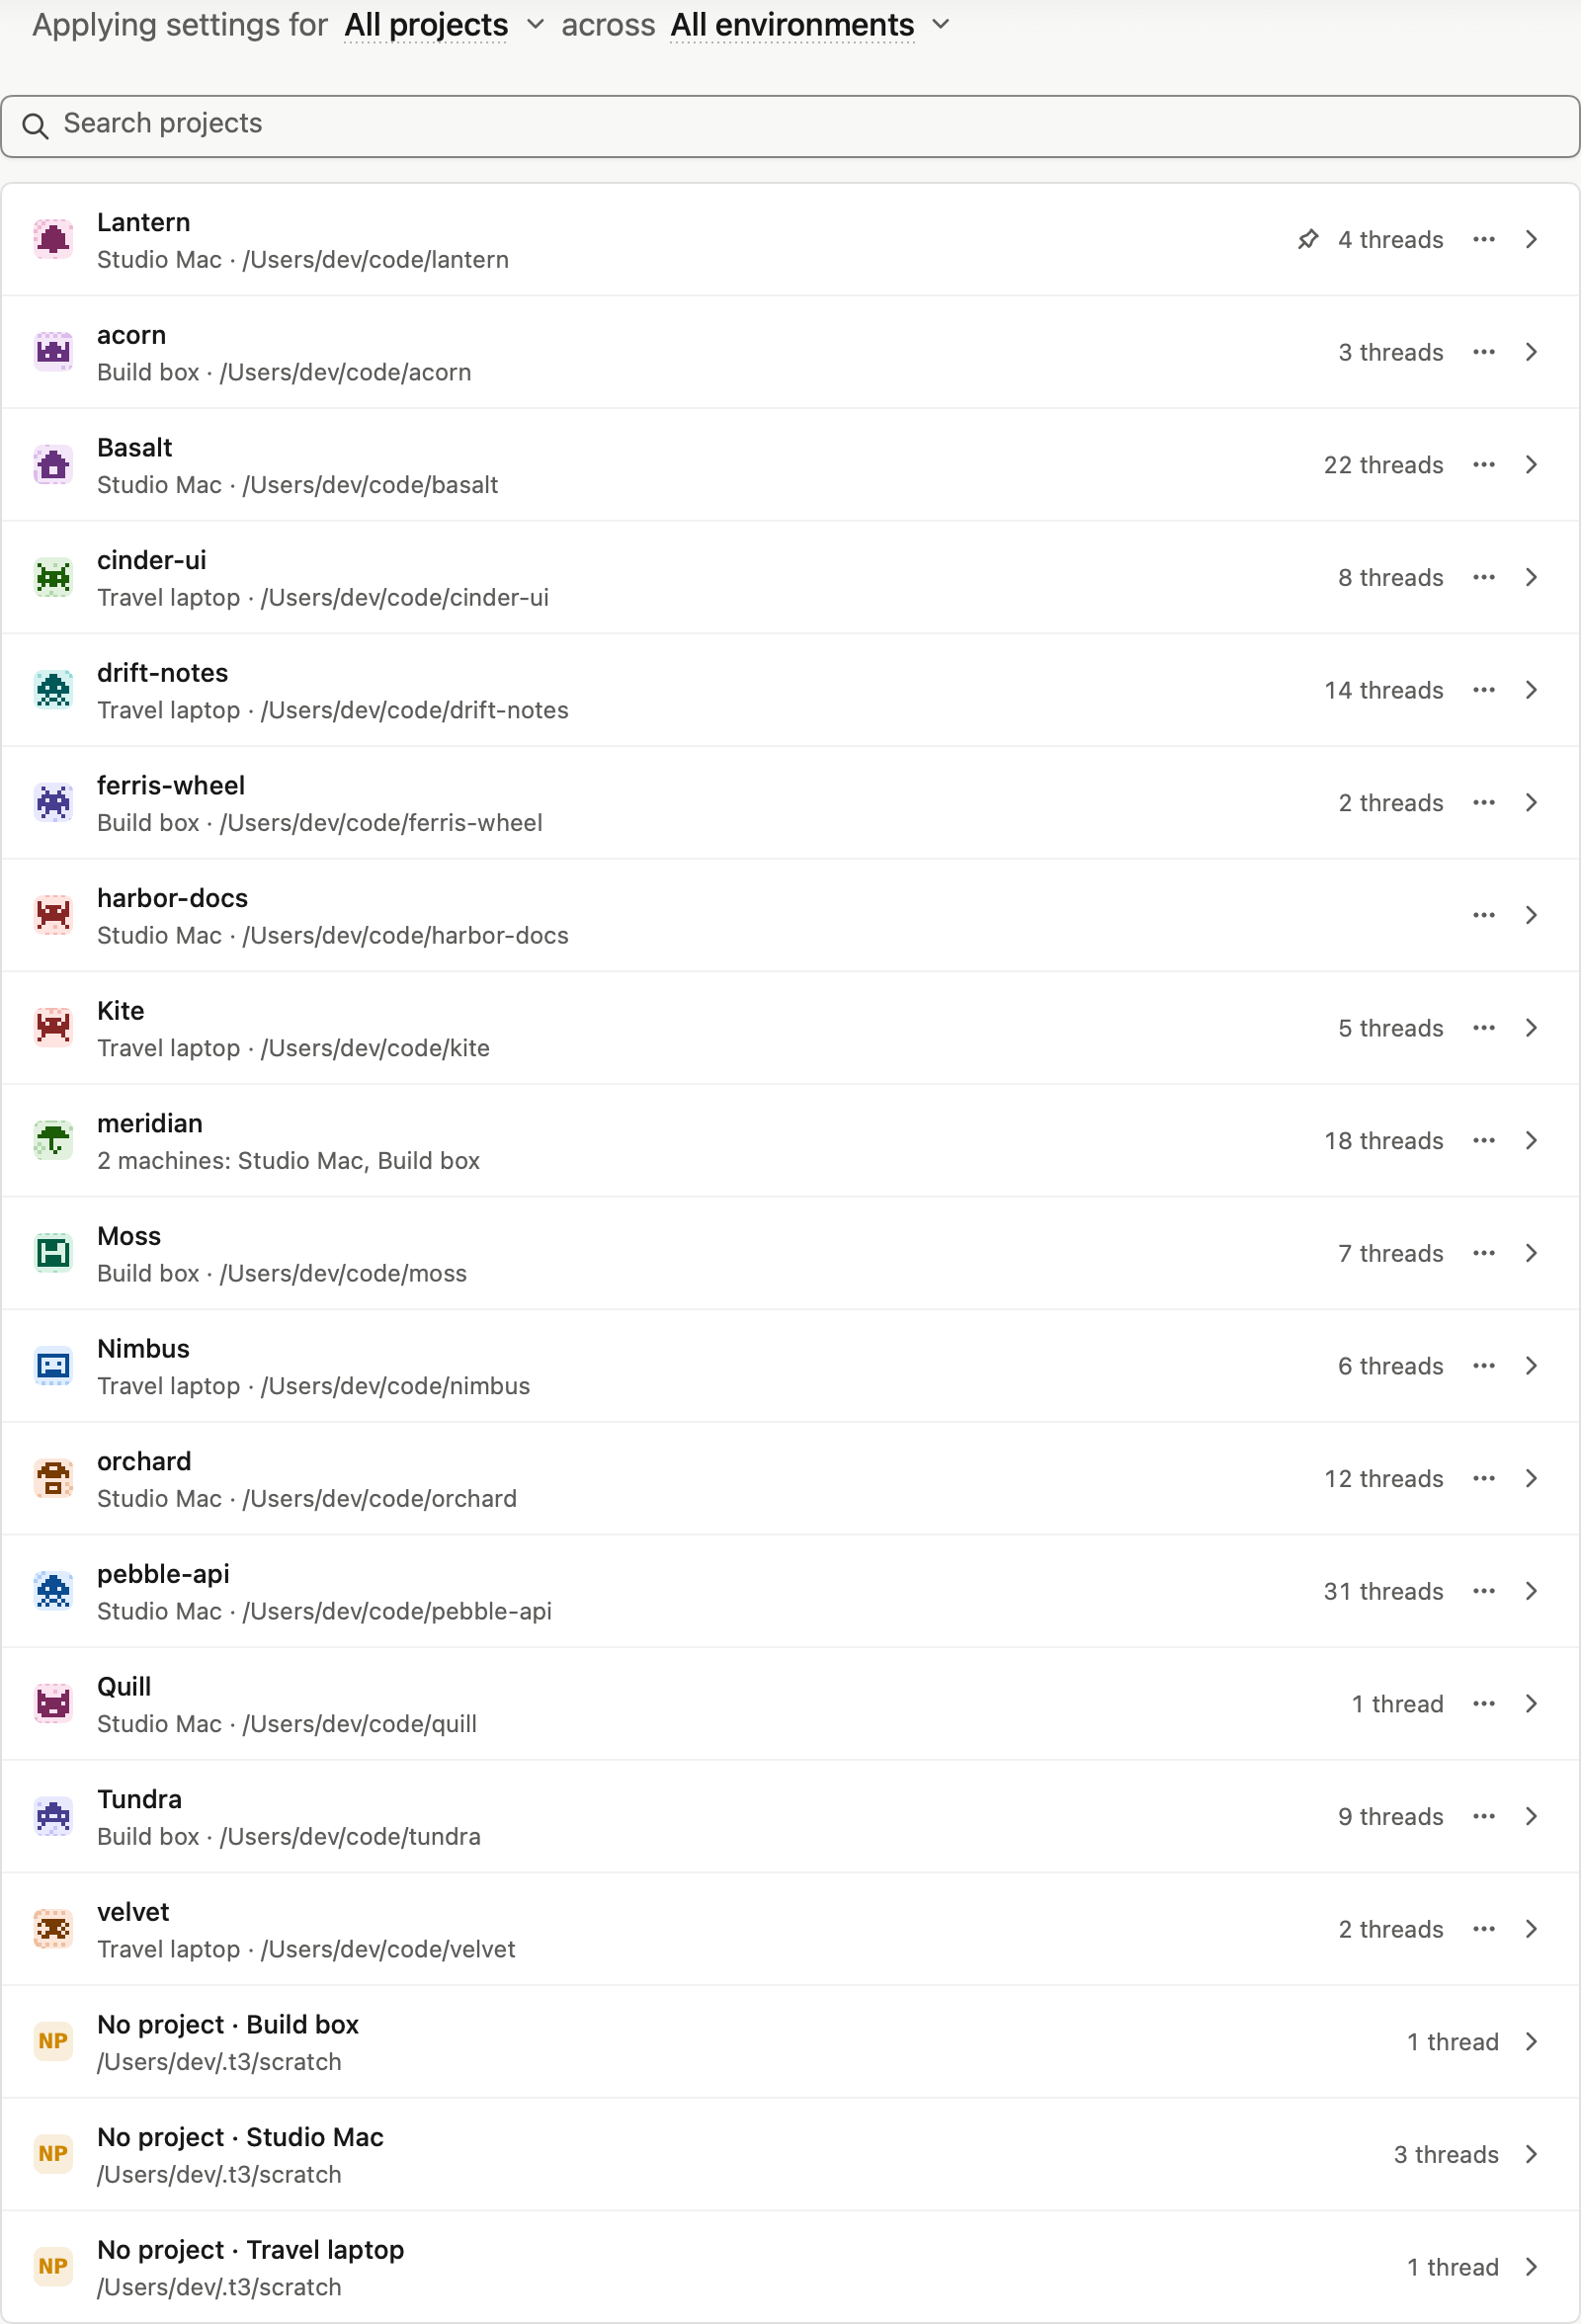 Applying settings for All projects across All environments
Search projects
Lantern
Studio Mac · /Users/dev/code/lantern
4 threads
acorn
Build box · /Users/dev/code/acorn
3 threads
Basalt
Studio Mac · /Users/dev/code/basalt
22 threads
cinder-ui
Travel laptop · /Users/dev/code/cinder-ui
8 threads
drift-notes
Travel laptop · /Users/dev/code/drift-notes
14 threads
ferris-wheel
Build box · /Users/dev/code/ferris-wheel
2 threads
harbor-docs
Studio Mac · /Users/dev/code/harbor-docs
Kite
Travel laptop · /Users/dev/code/kite
5 threads
meridian
2 machines: Studio Mac, Build box
18 threads
Moss
Build box · /Users/dev/code/moss
7 threads
Nimbus
Travel laptop · /Users/dev/code/nimbus
6 threads
orchard
Studio Mac · /Users/dev/code/orchard
12 threads
pebble-api
Studio Mac · /Users/dev/code/pebble-api
31 threads
Quill
Studio Mac · /Users/dev/code/quill
1 thread
Tundra
Build box · /Users/dev/code/tundra
9 threads
velvet
Travel laptop · /Users/dev/code/velvet
2 threads
NP
No project · Build box
/Users/dev/.t3/scratch
1 thread
NP
No project · Studio Mac
/Users/dev/.t3/scratch
3 threads
NP
No project · Travel laptop
/Users/dev/.t3/scratch
1 thread